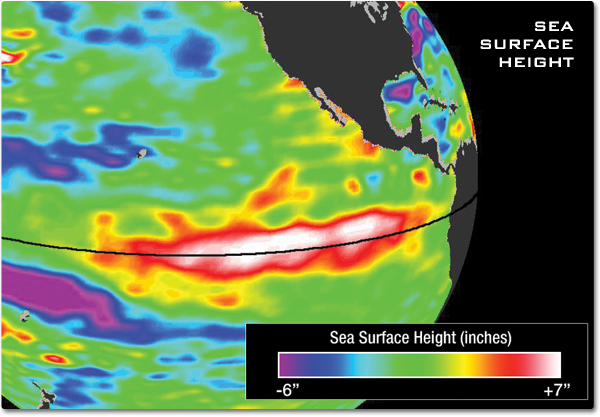 SEA
SURFACE
HEIGHT
Sea Surface Height (inches)
-6” +7”